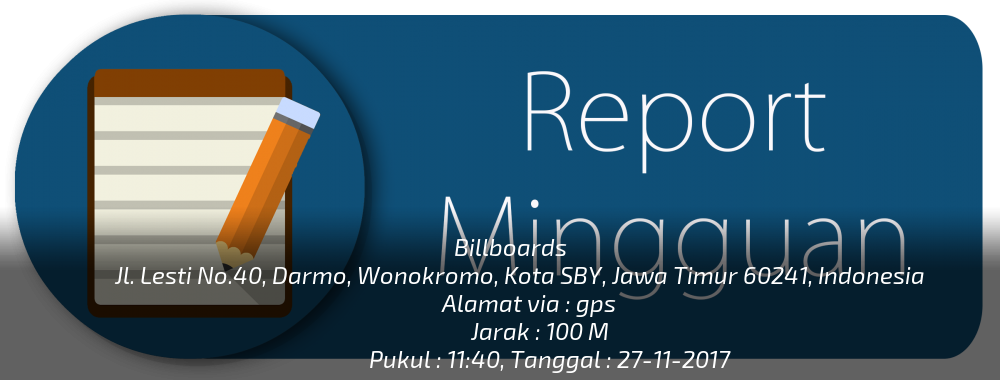 Report
Mingguan
Billboards
Jl. Lesti No.40, Darmo, Wonokromo, Kota SBY, Jawa Timur 60241, Indonesia
Alamat via : gps
Jarak : 100 M
Pukul : 11:40, Tanggal : 27-11-2017